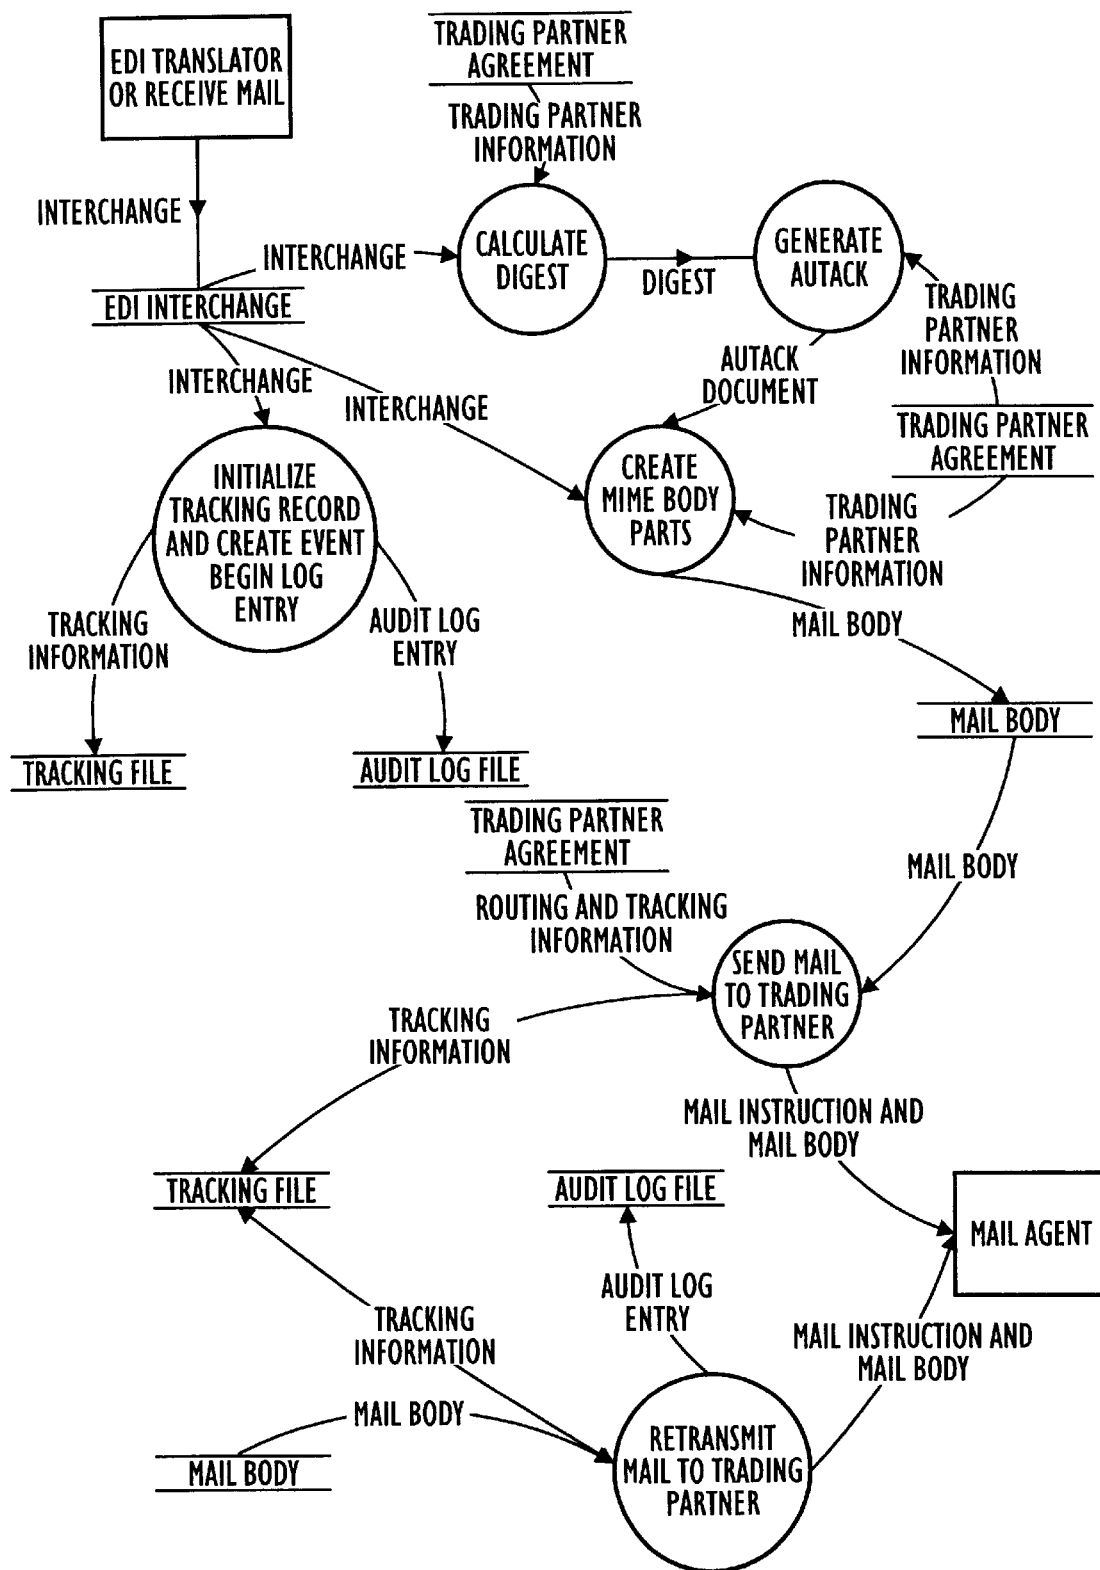 EDI TRANSLATOR
OR RECEIVE MAIL
TRADING PARTNER
AGREEMENT
TRADING PARTNER
INFORMATION
INTERCHANGE
INTERCHANGE
CALCULATE
DIGEST
DIGEST
GENERATE
AUTACK
EDI INTERCHANGE
TRADING
PARTNER
INFORMATION
INTERCHANGE
INTERCHANGE
AUTACK
DOCUMENT
TRADING PARTNER
AGREEMENT
INITIALIZE
TRACKING RECORD
AND CREATE EVENT
BEGIN LOG
ENTRY
CREATE
MIME BODY
PARTS
TRADING
PARTNER
INFORMATION
TRACKING
INFORMATION
AUDIT LOG
ENTRY
MAIL BODY
MAIL BODY
TRACKING FILE
AUDIT LOG FILE
TRADING PARTNER
AGREEMENT
MAIL BODY
ROUTING AND TRACKING
INFORMATION
SEND MAIL
TO TRADING
PARTNER
TRACKING
INFORMATION
MAIL INSTRUCTION AND
MAIL BODY
TRACKING FILE
AUDIT LOG FILE
MAIL AGENT
AUDIT LOG
ENTRY
TRACKING
INFORMATION
MAIL INSTRUCTION AND
MAIL BODY
MAIL BODY
MAIL BODY
RETRANSMIT
MAIL TO TRADING
PARTNER